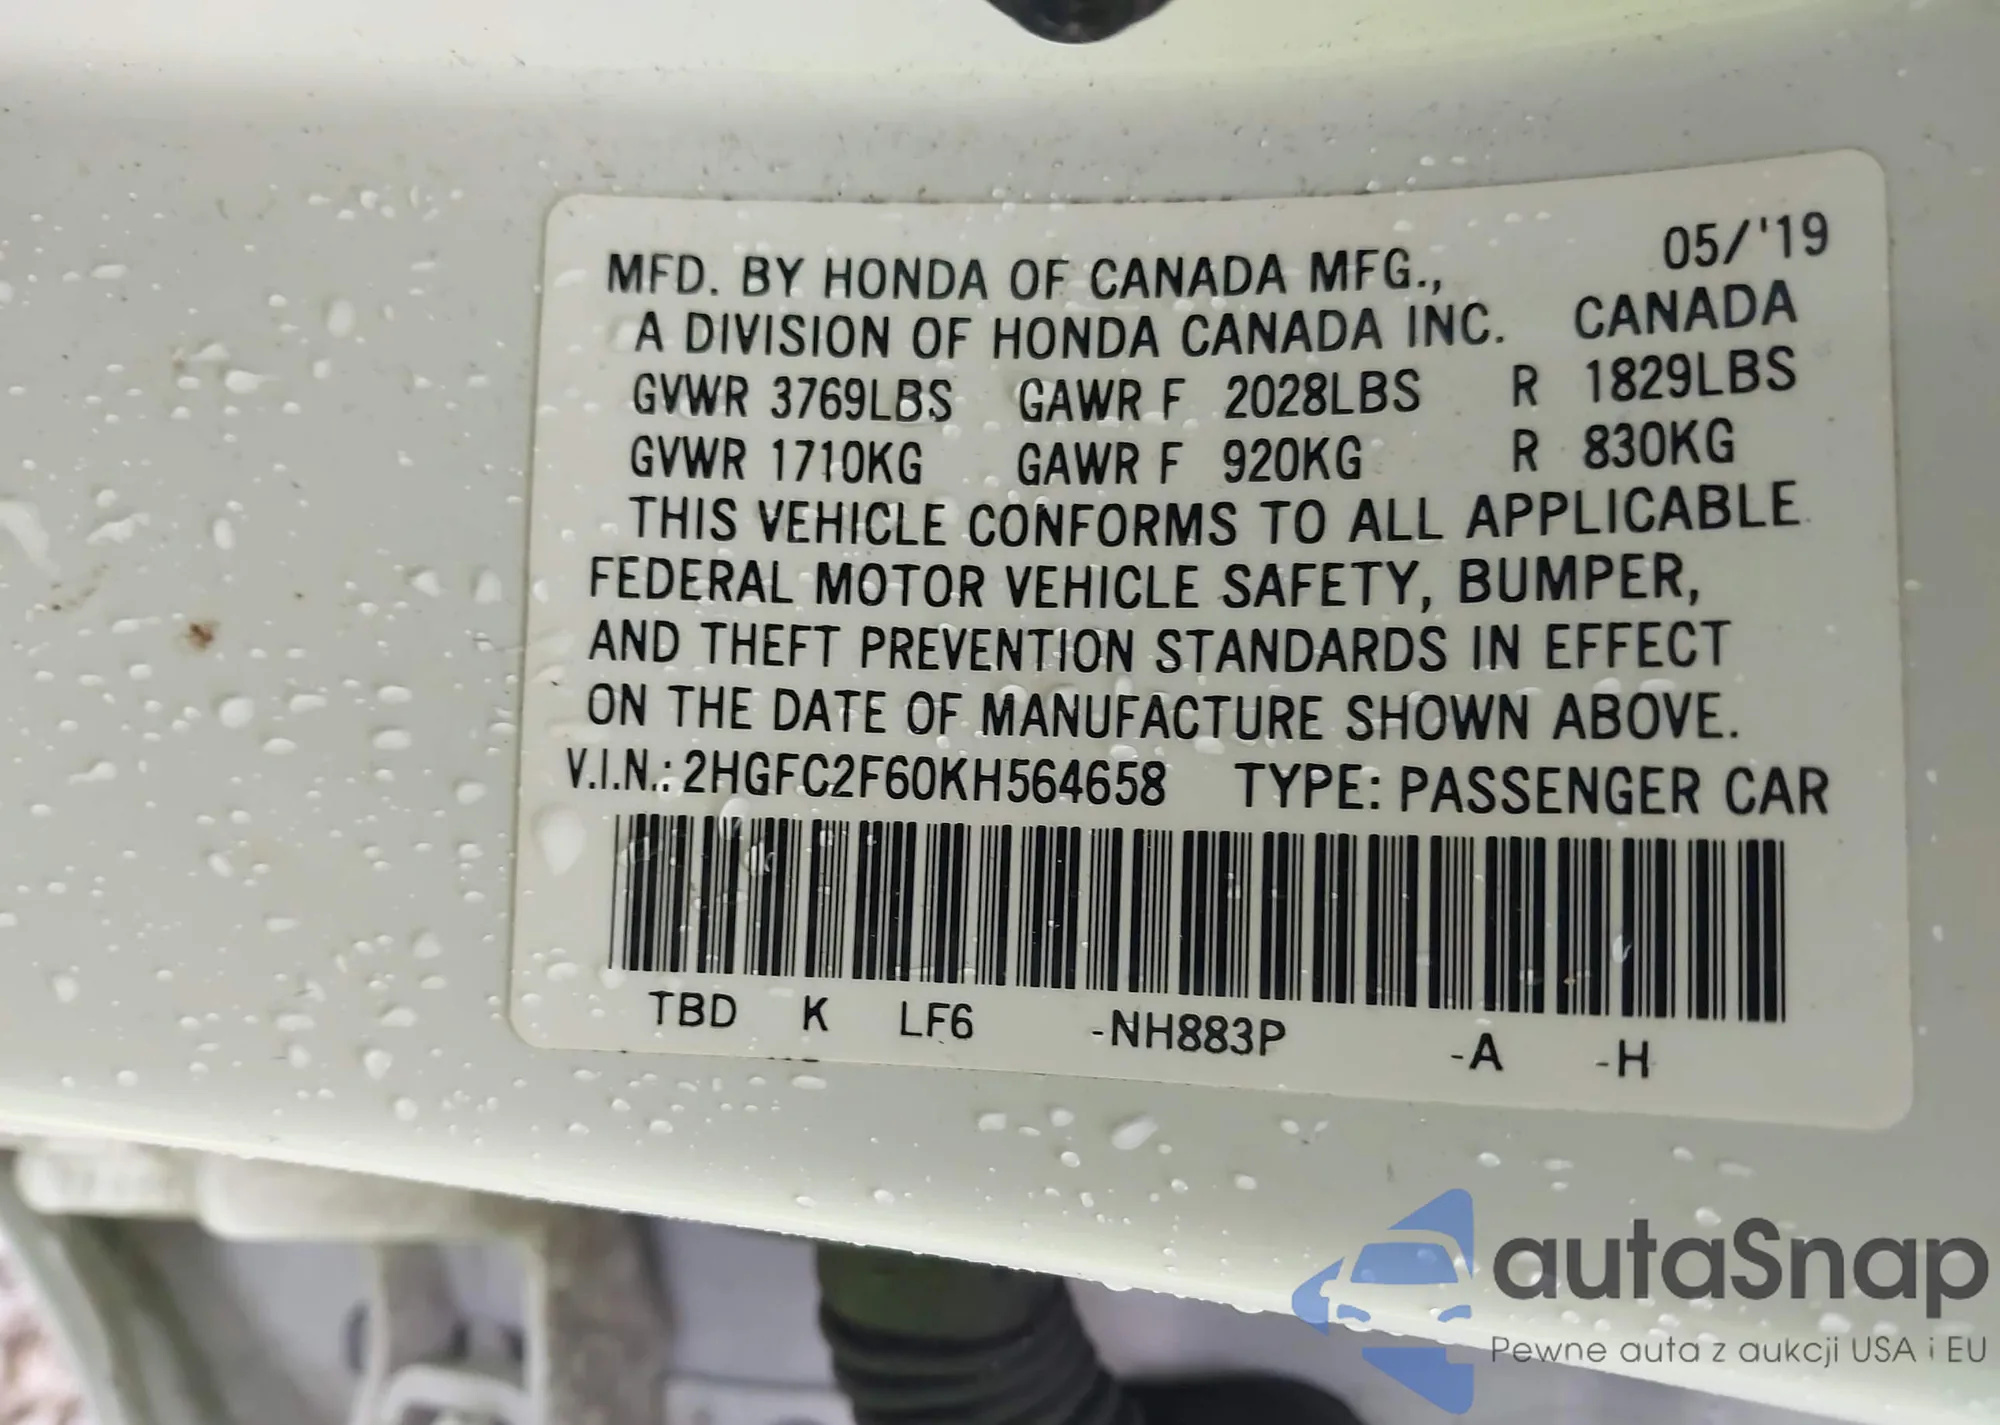 05/'19
MFD. BY HONDA OF CANADA MFG.,
A DIVISION OF HONDA CANADA INC. CANADA
GVWR 3769LBS GAWR F 2028LBS R 1829LBS
GVWR 1710KG GAWR F 920KG R 830KG
THIS VEHICLE CONFORMS TO ALL APPLICABLE
FEDERAL MOTOR VEHICLE SAFETY, BUMPER,
AND THEFT PREVENTION STANDARDS IN EFFECT
ON THE DATE OF MANUFACTURE SHOWN ABOVE.
V.I.N.: 2HGFC2F60KH564658 TYPE: PASSENGER CAR
TBD K LF6 -NH883P -A -H
autaSnap
Pewne auta z aukcji USA i EU